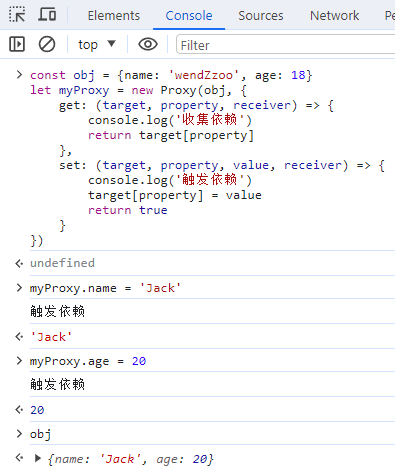 Elements Console Sources Network Pe
top Filter
const obj = {name: 'wendZzoo', age: 18}
let myProxy = new Proxy(obj, {
    get: (target, property, receiver) => {
        console.log('收集依赖')
        return target[property]
    },
    set: (target, property, value, receiver) => {
        console.log('触发依赖')
        target[property] = value
        return true
    }
})
undefined
myProxy.name = 'Jack'
触发依赖
'Jack'
myProxy.age = 20
触发依赖
20
obj
{name: 'Jack', age: 20}